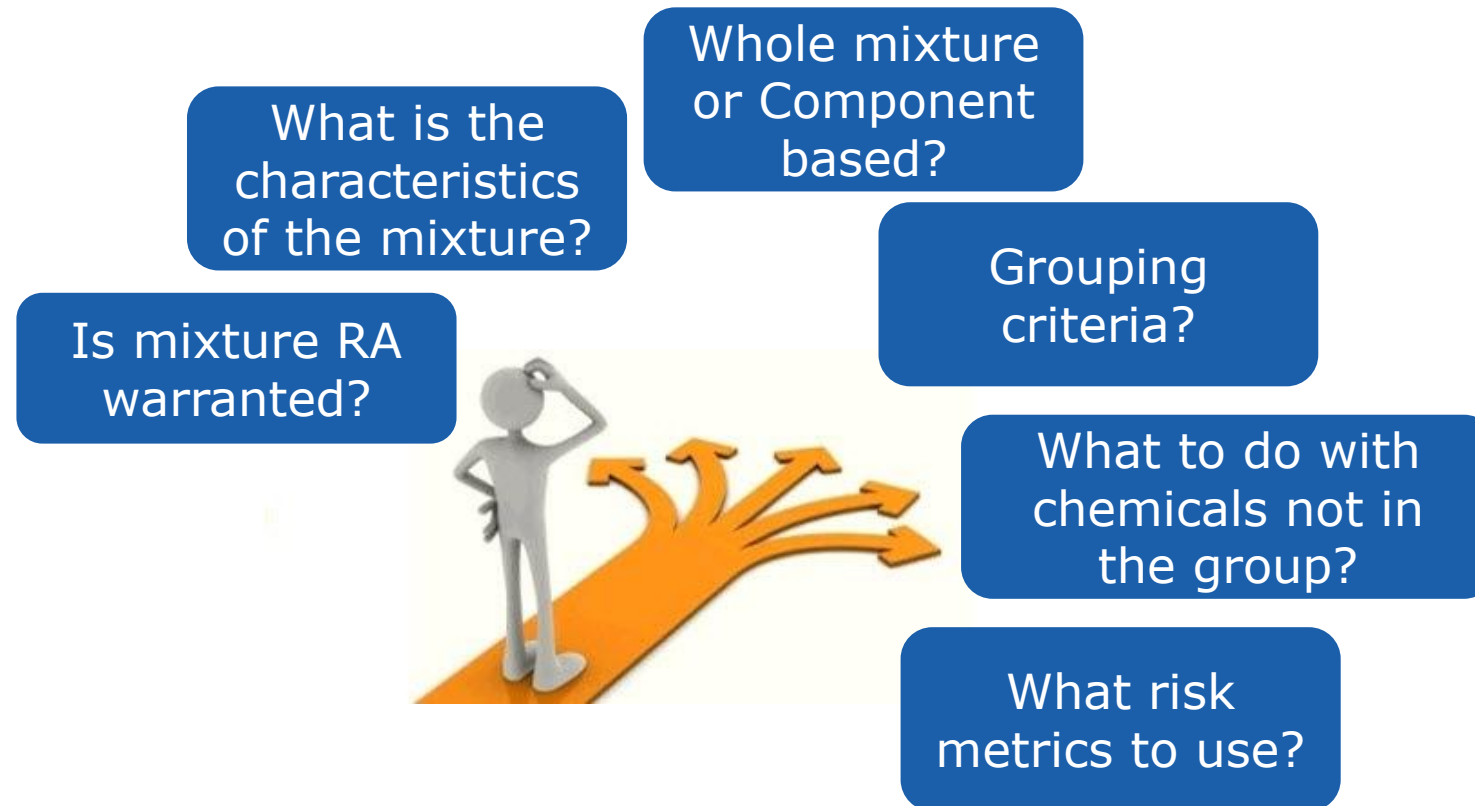 Is mixture RA
warranted?
What is the
characteristics
of the mixture?
Whole mixture
or Component
based?
Grouping
criteria?
What to do with
chemicals not in
the group?
What risk
metrics to use?